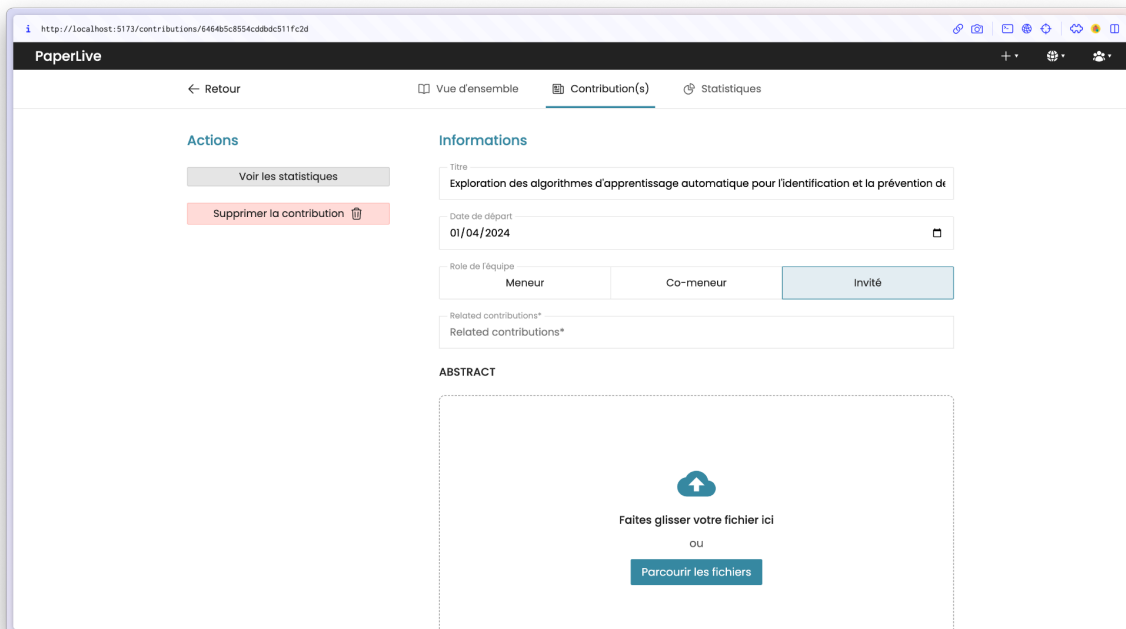 http://localhost:5173/contributions/6464b5c8554cddbdc511fc2d
PaperLive
Retour
Vue d'ensemble
Contribution(s)
Statistiques
Actions
Voir les statistiques
Supprimer la contribution
Informations
Titre
Exploration des algorithmes d'apprentissage automatique pour l'identification et la prévention de
Date de départ
01/04/2024
Role de l'équipe
Meneur
Co-meneur
Invité
Related contributions*
Related contributions*
ABSTRACT
Faites glisser votre fichier ici
ou
Parcourir les fichiers